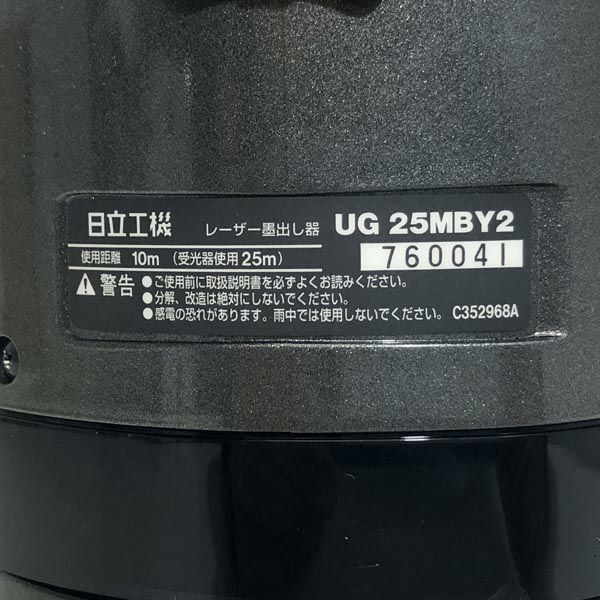 日立工機 レーザー墨出し器 UG 25MBY2
使用距離 10m (受光器使用25m) 760041
警告 ●ご使用前に取扱説明書を必ずよくお読みください。
●分解、改造は絶対にしないでください。
●感電の恐れがあります。雨中では使用しないでください。 C352968A